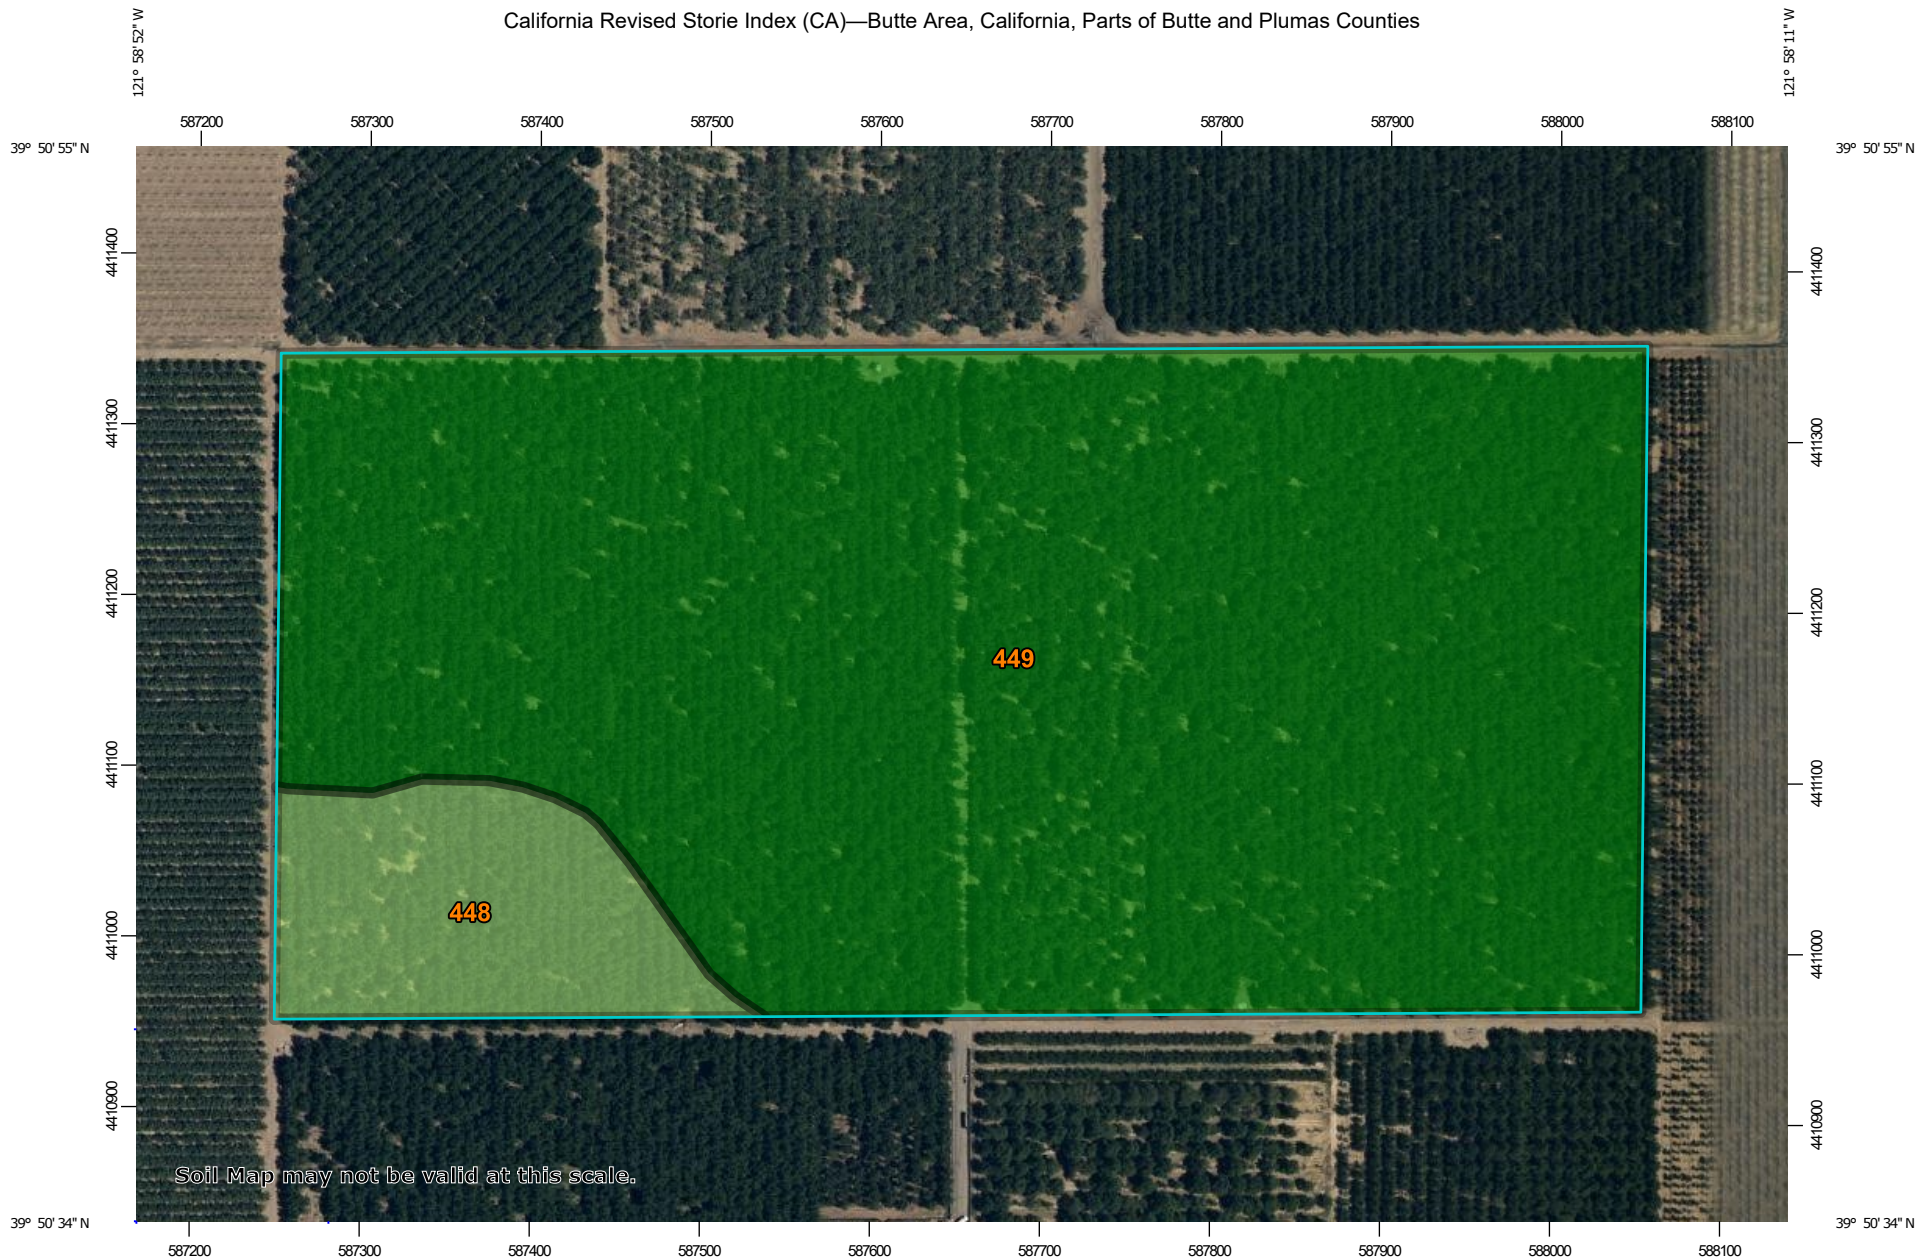 California Revised Storie Index (CA)—Butte Area, California, Parts of Butte and Plumas Counties
121° 58' 52'' W
121° 58' 11'' W
587200 587300 587400 587500 587600 587700 587800 587900 588000 588100
39° 50' 55'' N
39° 50' 55'' N
4411400
4411400
4411300
4411300
4411200
4411200
449
4411100
4411100
448
4411000
4411000
4410900
4410900
Soil Map may not be valid at this scale.
39° 50' 34'' N
39° 50' 34'' N
587200 587300 587400 587500 587600 587700 587800 587900 588000 588100